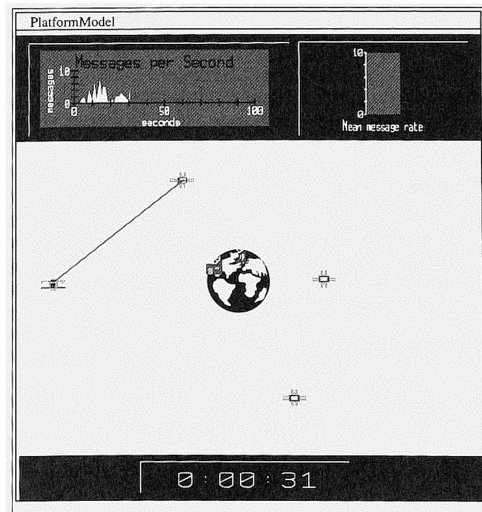 PlatformModel
Messages per Second
messages
10
0
0
50
100
seconds
10
0
Mean message rate
0:00:31